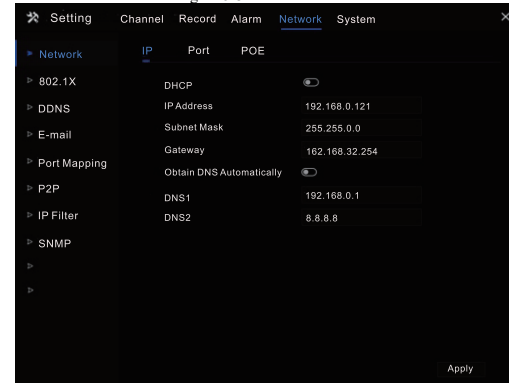 Setting Channel Record Alarm Network System
Network IP Port POE
802.1X DHCP
DDNS IP Address 192.168.0.121
E-mail Subnet Mask 255.255.0.0
Port Mapping Gateway 162.168.32.254
P2P Obtain DNS Automatically
IP Filter DNS1 192.168.0.1
SNMP DNS2 8.8.8.8
Apply